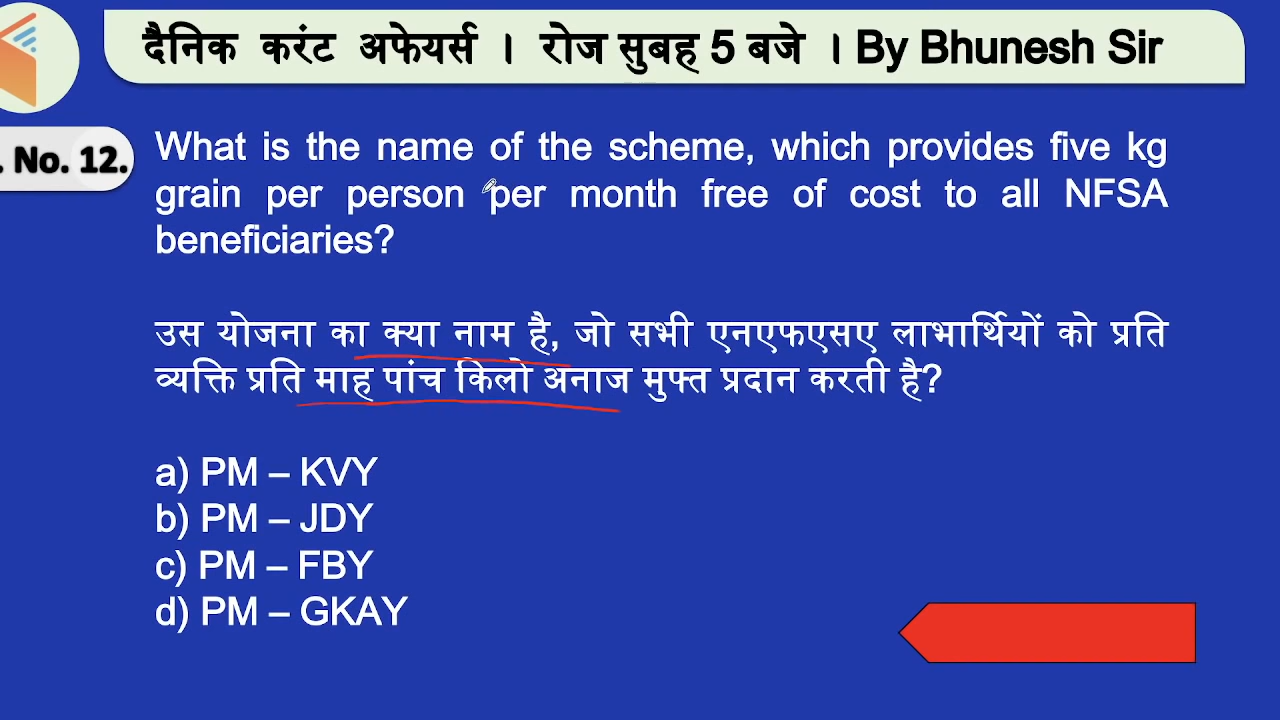 दैनिक करंट अफेयर्स । रोज सुबह 5 बजे । By Bhunesh Sir
. No. 12.
What is the name of the scheme, which provides five kg
grain per person per month free of cost to all NFSA
beneficiaries?
उस योजना का क्या नाम है, जो सभी एनएफएसए लाभार्थियों को प्रति
व्यक्ति प्रति माह पांच किलो अनाज मुफ्त प्रदान करती है?
a) PM – KVY
b) PM – JDY
c) PM – FBY
d) PM – GKAY